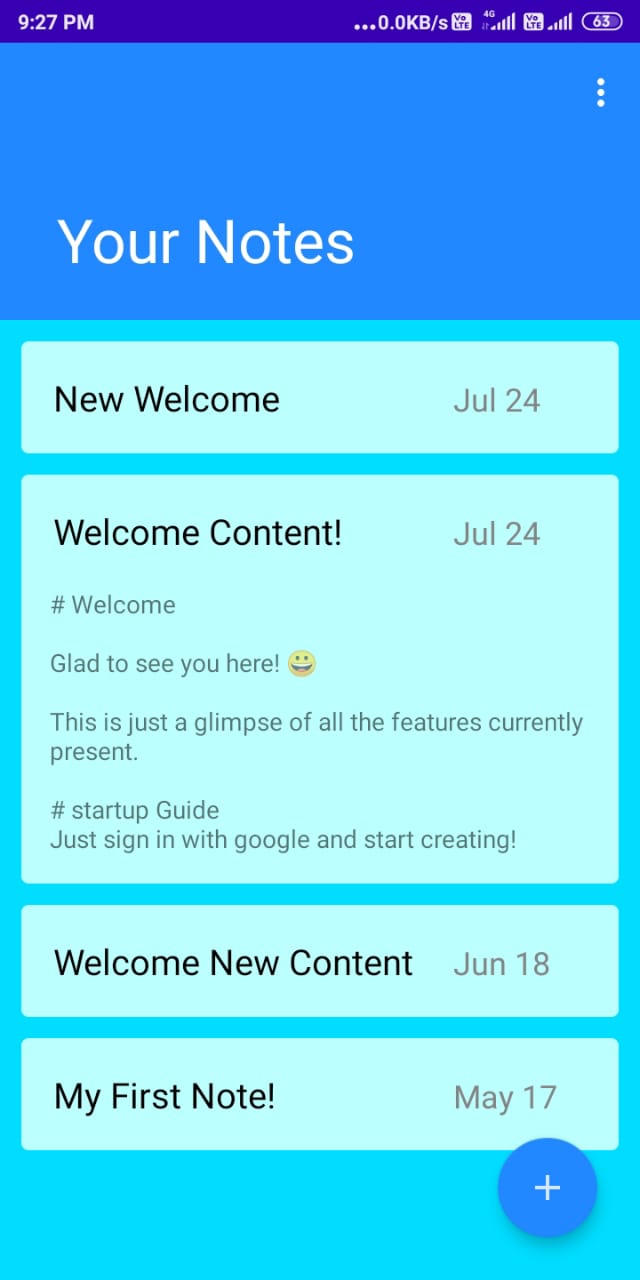 9:27 PM ...0.0KB/s Vo LTE 4G Vo LTE 63
Your Notes
New Welcome Jul 24
Welcome Content! Jul 24
# Welcome
Glad to see you here! 😀
This is just a glimpse of all the features currently
present.
# startup Guide
Just sign in with google and start creating!
Welcome New Content Jun 18
My First Note! May 17